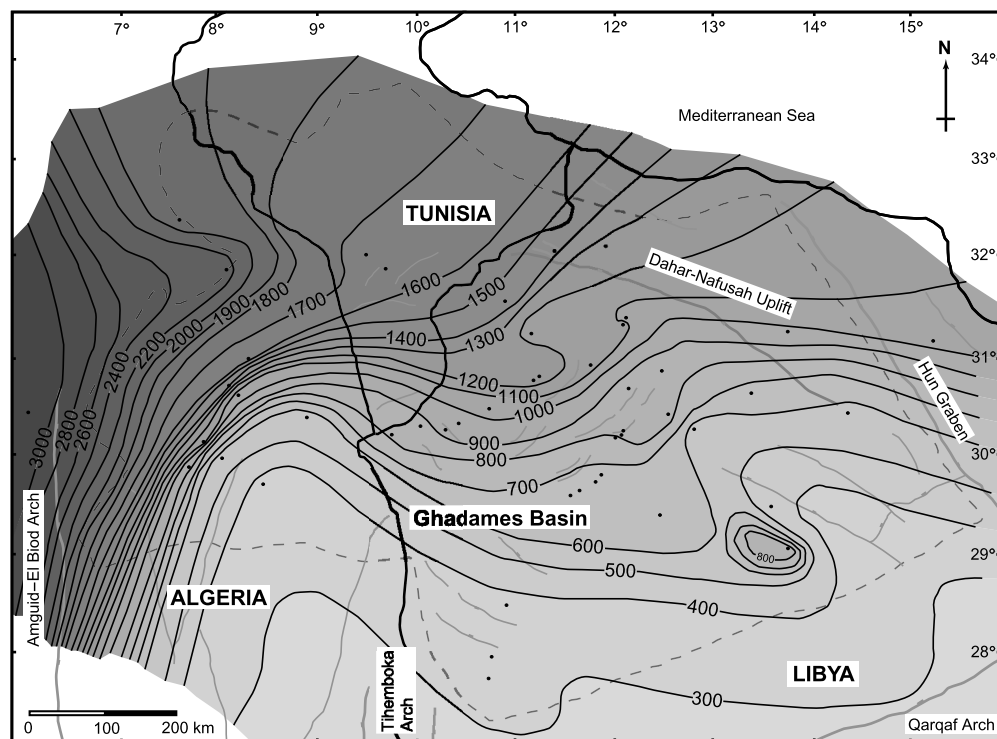 7° 8° 9° 10° 11° 12° 13° 14° 15°
N
34°
Mediterranean Sea
33°
TUNISIA
32°
Dahar-Nafusah Uplift
1600
1500
1700
1800
1900
2000
2200
2400
1400
1300
31°
1200
1100
1000
Hun Graben
2600
2800
3000
900
800
30°
700
Ghadames Basin
600
800
29°
500
Amguid–El Biod Arch
ALGERIA
400
28°
Tihemboka
Arch
LIBYA
300
0 100 200 km
Qarqaf Arch